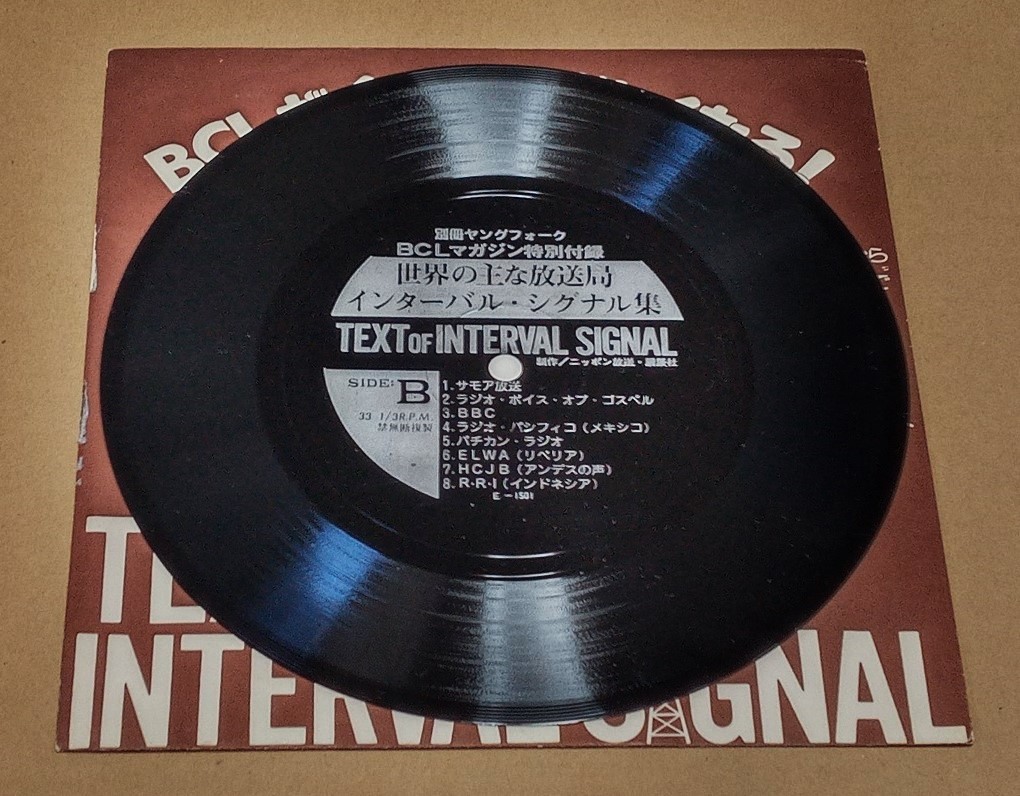 BCL
る!
別冊ヤングフォーク
BCLマガジン特別付録
世界の主な放送局
インターバル・シグナル集
TEXT OF INTERVAL SIGNAL
制作/ニッポン放送・講談社
SIDE: B
33 1/3R.P.M.
禁無断複製
1.サモア放送
2.ラジオ・ボイス・オブ・ゴスペル
3.BBC
4.ラジオ・パシフィコ(メキシコ)
5.バチカン・ラジオ
6.ELWA(リベリア)
7.HCJB(アンデスの声)
8.R・R・I(インドネシア)
E-1501
INTERVAL SIGNAL